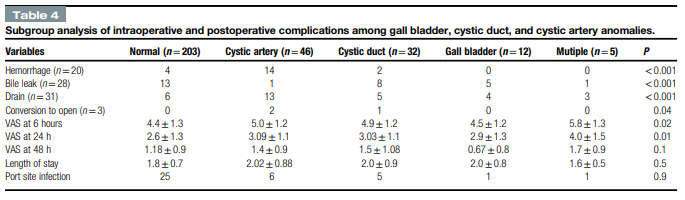 Table 4
Subgroup analysis of intraoperative and postoperative complications among gall bladder, cystic duct, and cystic artery anomalies.
Variables Normal (n=203) Cystic artery (n=46) Cystic duct (n=32) Gall bladder (n=12) Mutiple (n=5) P
Hemorrhage (n=20) 4 14 2 0 0 <0.001
Bile leak (n=28) 13 1 8 5 1 <0.001
Drain (n=31) 6 13 5 4 3 <0.001
Conversion to open (n=3) 0 2 1 0 0 0.04
VAS at 6 hours 4.4±1.3 5.0±1.2 4.9±1.2 4.5±1.2 5.8±1.3 0.02
VAS at 24 h 2.6±1.3 3.09±1.1 3.03±1.1 2.9±1.3 4.0±1.5 0.01
VAS at 48 h 1.18±0.9 1.4±0.9 1.5±1.08 0.67±0.8 1.7±0.9 0.1
Length of stay 1.8±0.7 2.02±0.88 2.0±0.9 2.0±0.8 1.6±0.5 0.5
Port site infection 25 6 5 1 1 0.9